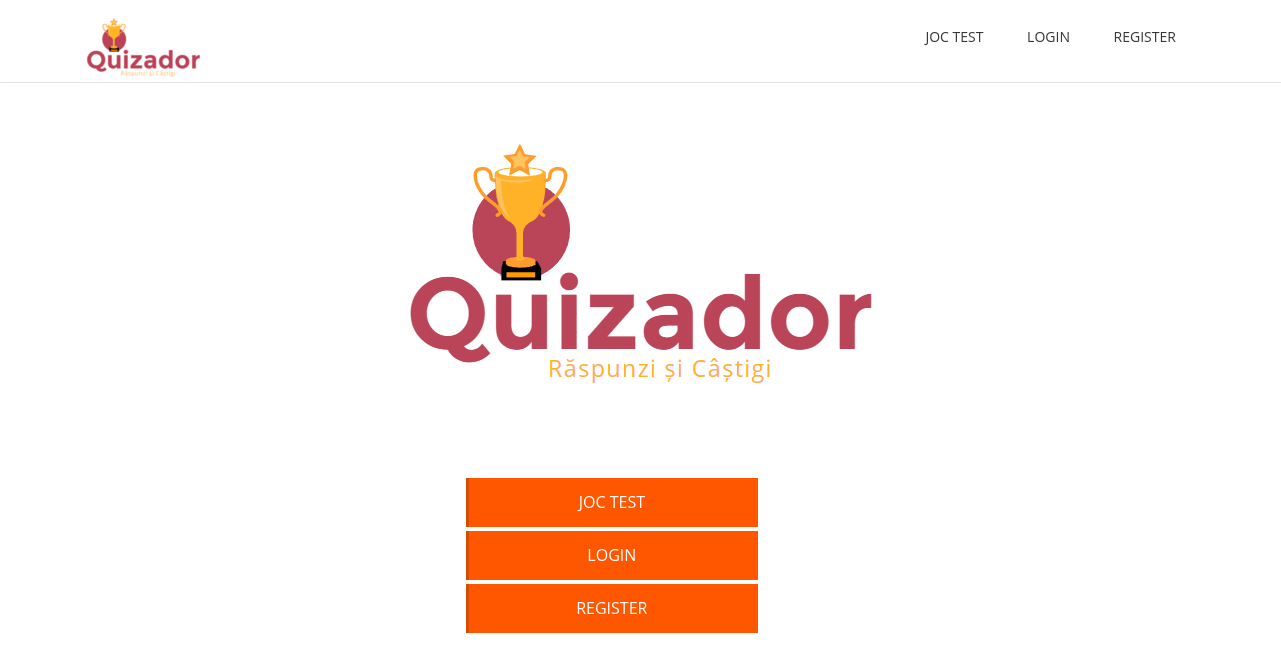 Quizador
Răspunzi și Câștigi
JOC TEST
LOGIN
REGISTER
Quizador
Răspunzi și Câștigi
JOC TEST
LOGIN
REGISTER